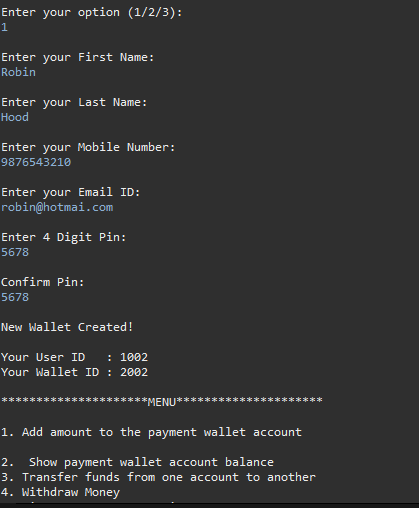 Enter your option (1/2/3):
1
Enter your First Name:
Robin
Enter your Last Name:
Hood
Enter your Mobile Number:
9876543210
Enter your Email ID:
robin@hotmai.com
Enter 4 Digit Pin:
5678
Confirm Pin:
5678
New Wallet Created!
Your User ID   : 1002
Your Wallet ID : 2002
*********************MENU*********************
1. Add amount to the payment wallet account
2.  Show payment wallet account balance
3. Transfer funds from one account to another
4. Withdraw Money